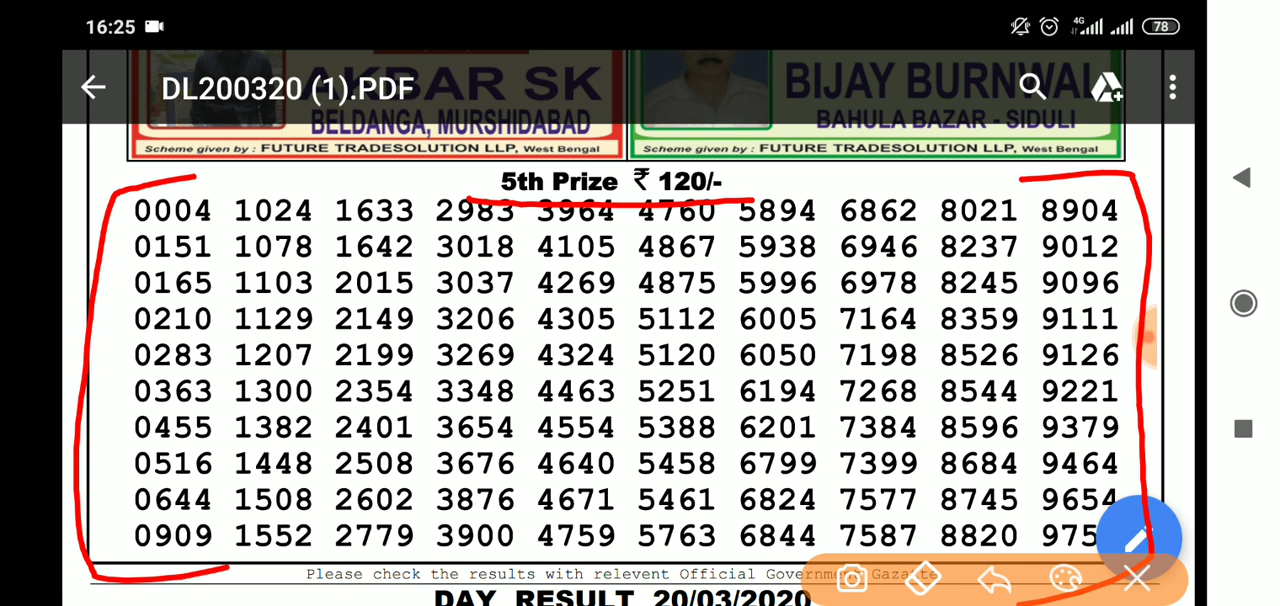 16:25 4G 78
DL200320 (1).PDF
AKBAR SK BIJAY BURNWAL
BELDANGA, MURSHIDABAD BAHULA BAZAR - SIDULI
Scheme given by : FUTURE TRADESOLUTION LLP, West Bengal Scheme given by : FUTURE TRADESOLUTION LLP, West Bengal
5th Prize ₹ 120/-
0004 1024 1633 2983 3964 4760 5894 6862 8021 8904
0151 1078 1642 3018 4105 4867 5938 6946 8237 9012
0165 1103 2015 3037 4269 4875 5996 6978 8245 9096
0210 1129 2149 3206 4305 5112 6005 7164 8359 9111
0283 1207 2199 3269 4324 5120 6050 7198 8526 9126
0363 1300 2354 3348 4463 5251 6194 7268 8544 9221
0455 1382 2401 3654 4554 5388 6201 7384 8596 9379
0516 1448 2508 3676 4640 5458 6799 7399 8684 9464
0644 1508 2602 3876 4671 5461 6824 7577 8745 9654
0909 1552 2779 3900 4759 5763 6844 7587 8820
Please check the results with relevent Official Government Gazatte
DAY RESULT 20/03/2020